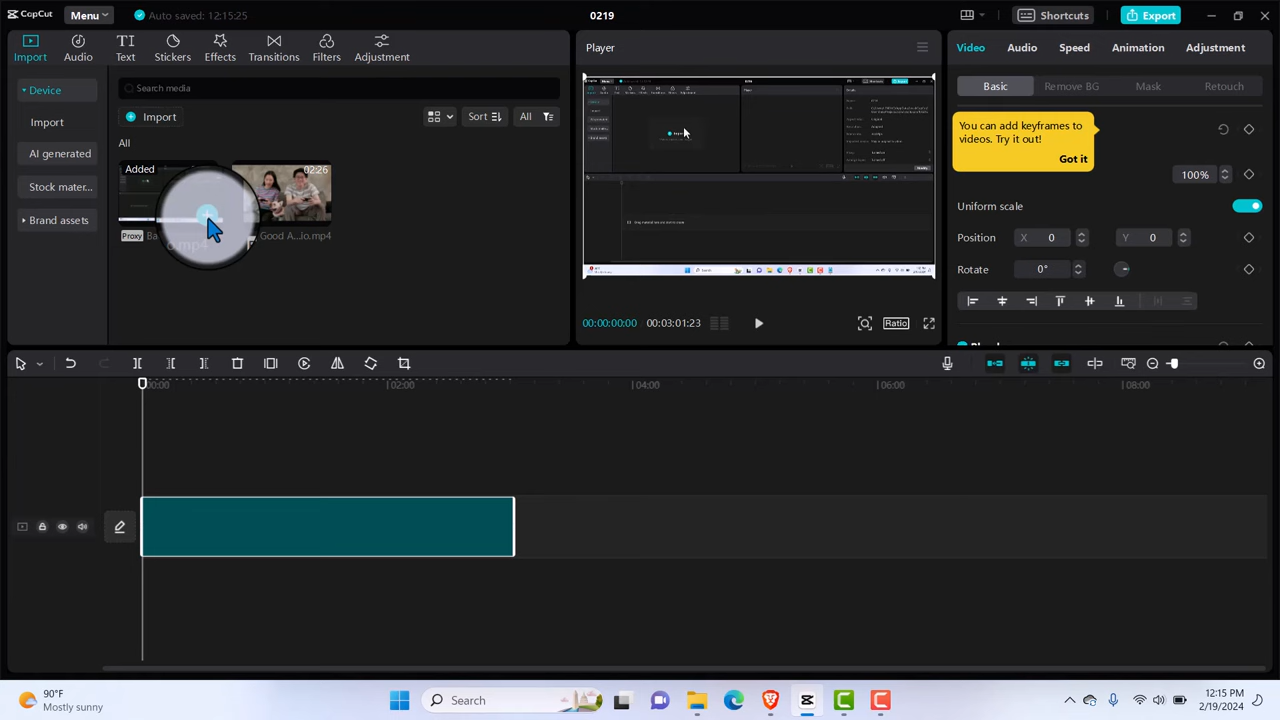 CapCut
Menu
Auto saved: 12:15:25
0219
Shortcuts
Export
Import
Audio
Text
Stickers
Effects
Transitions
Filters
Adjustment
Device
Import
AI generated
Stock mater...
Brand assets
Search media
Import
Sort
All
All
Added
02:26
Proxy
Ba
o.mp4
Good A...io.mp4
Player
00:00:00:00
00:03:01:23
Ratio
Video
Audio
Speed
Animation
Adjustment
Basic
Remove BG
Mask
Retouch
You can add keyframes to
videos. Try it out!
Got it
100%
Uniform scale
Position
X 0
Y 0
Rotate
0°
00:00
02:00
04:00
06:00
08:00
90°F
Mostly sunny
Search
12:15 PM
2/19/2024